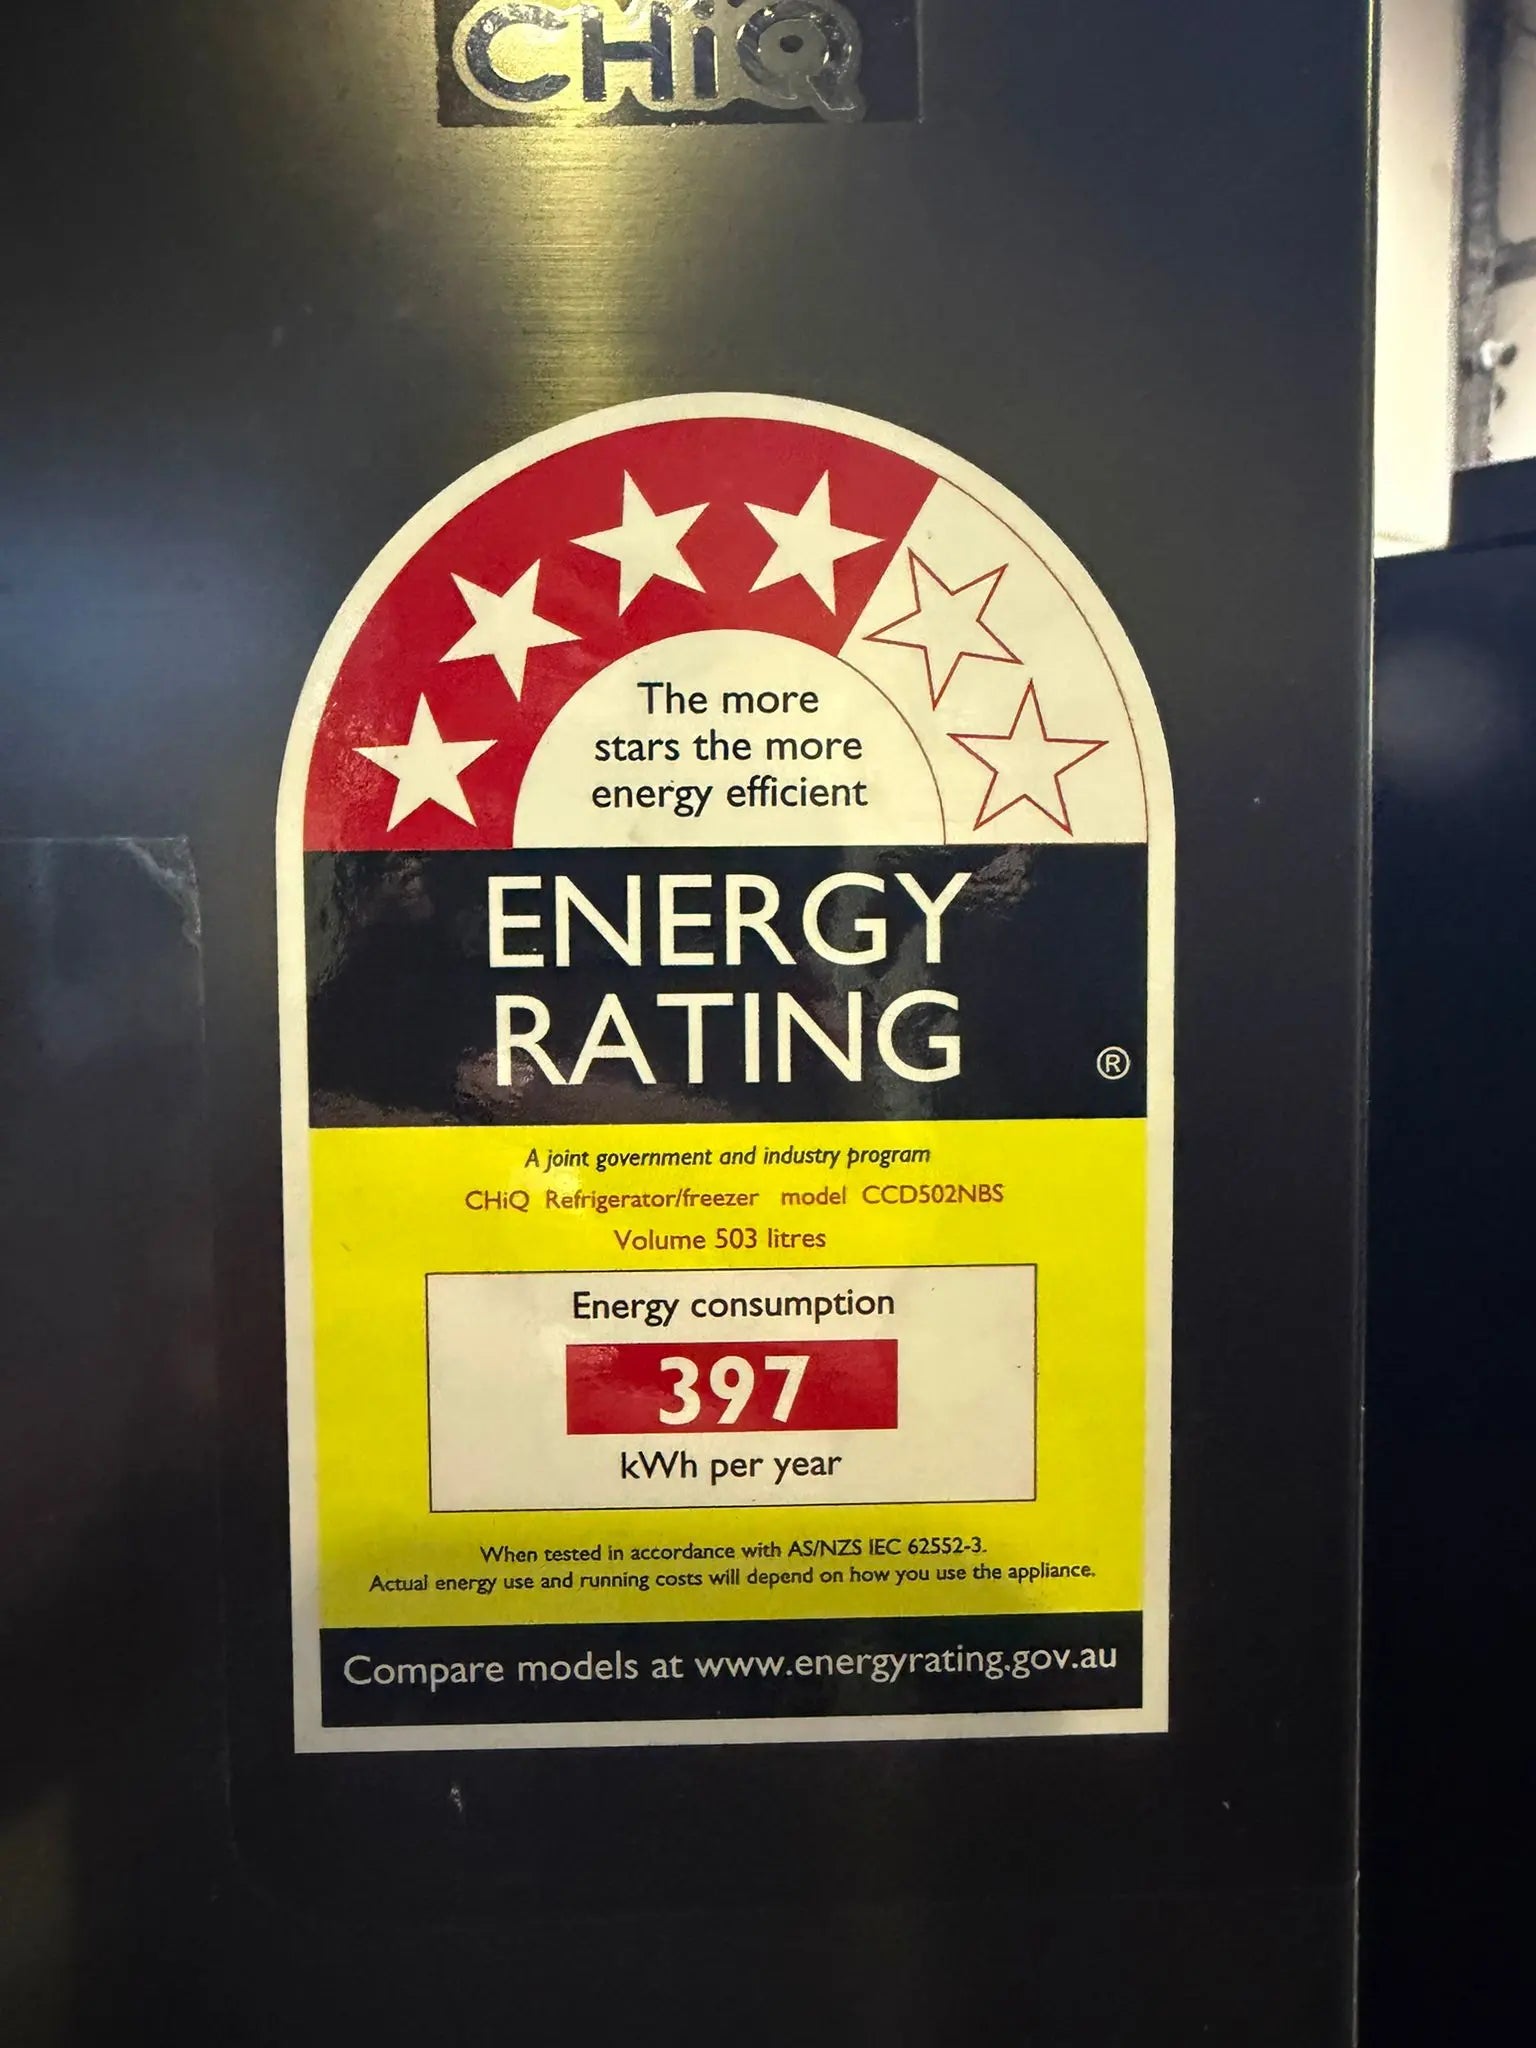 CHiQ
The more
stars the more
energy efficient
ENERGY
RATING
®
A joint government and industry program
CHiQ Refrigerator/freezer model CCD502NBS
Volume 503 litres
Energy consumption
397
kWh per year
When tested in accordance with AS/NZS IEC 62552-3.
Actual energy use and running costs will depend on how you use the appliance.
Compare models at www.energyrating.gov.au